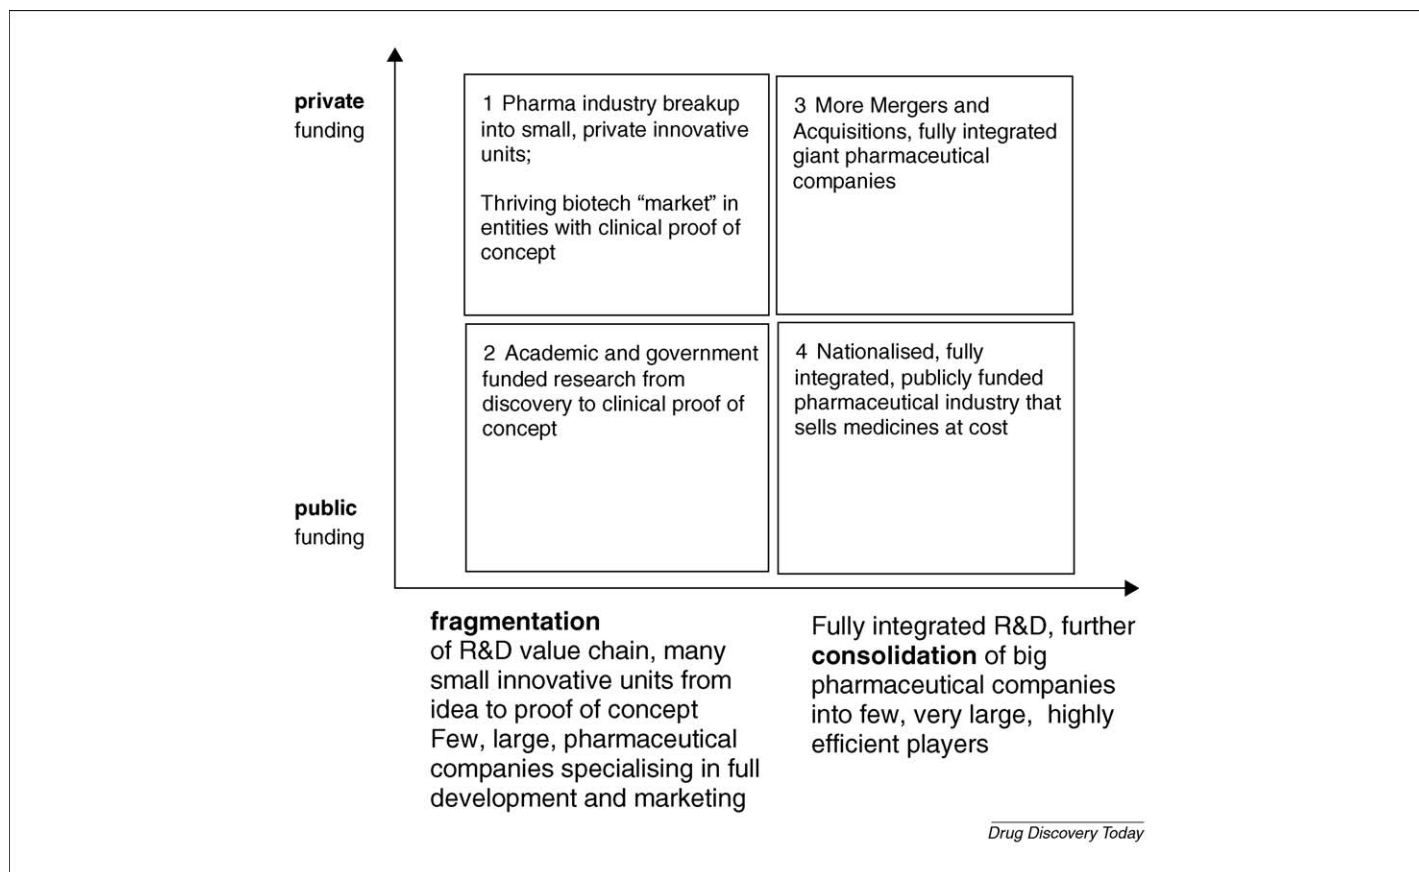 private
funding
1 Pharma industry breakup
into small, private innovative
units;
Thriving biotech “market” in
entities with clinical proof of
concept
3 More Mergers and
Acquisitions, fully integrated
giant pharmaceutical
companies
2 Academic and government
funded research from
discovery to clinical proof of
concept
4 Nationalised, fully
integrated, publicly funded
pharmaceutical industry that
sells medicines at cost
public
funding
fragmentation
of R&D value chain, many
small innovative units from
idea to proof of concept
Few, large, pharmaceutical
companies specialising in full
development and marketing
Fully integrated R&D, further
consolidation of big
pharmaceutical companies
into few, very large, highly
efficient players
Drug Discovery Today